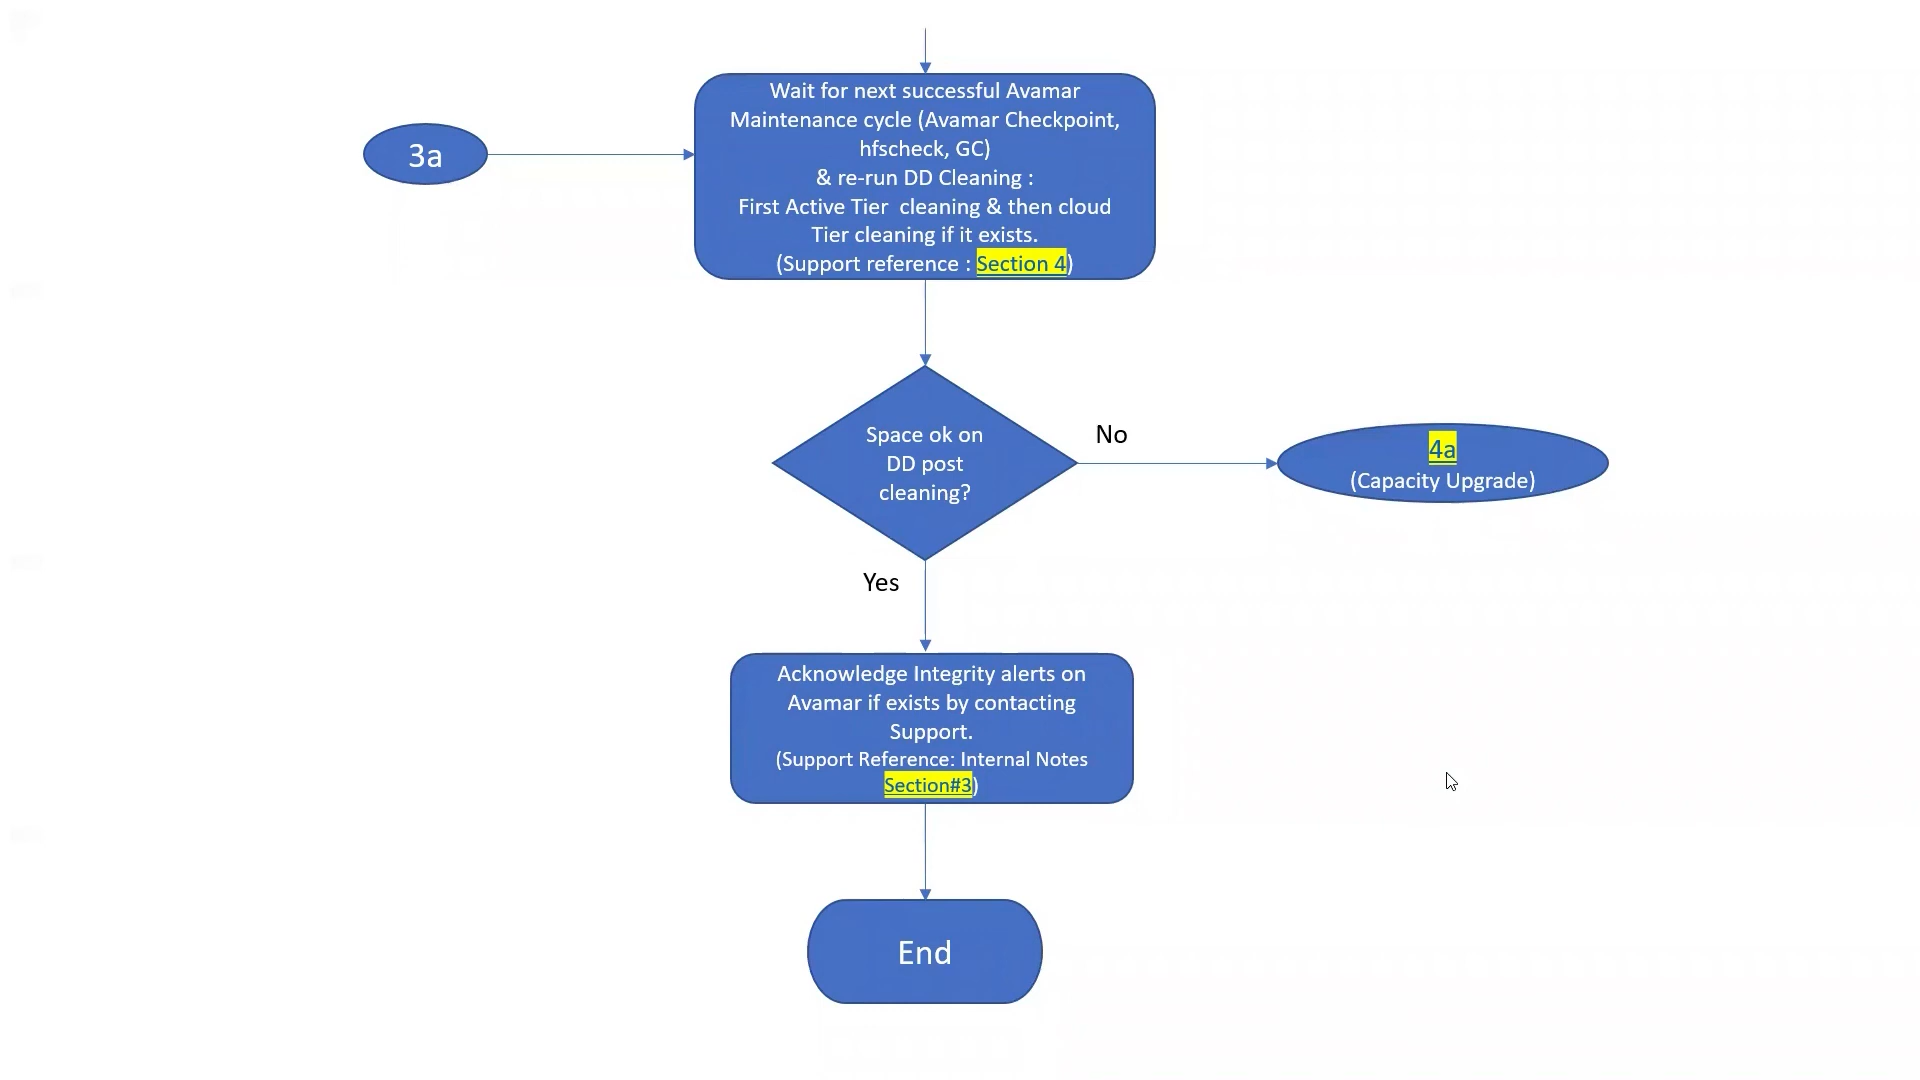 Wait for next successful Avamar
Maintenance cycle (Avamar Checkpoint,
hfscheck, GC)
& re-run DD Cleaning :
First Active Tier  cleaning & then cloud
Tier cleaning if it exists.
(Support reference : Section 4)
3a
Space ok on
DD post
cleaning?
No
4a
(Capacity Upgrade)
Yes
Acknowledge Integrity alerts on
Avamar if exists by contacting
Support.
(Support Reference: Internal Notes
Section#3)
End